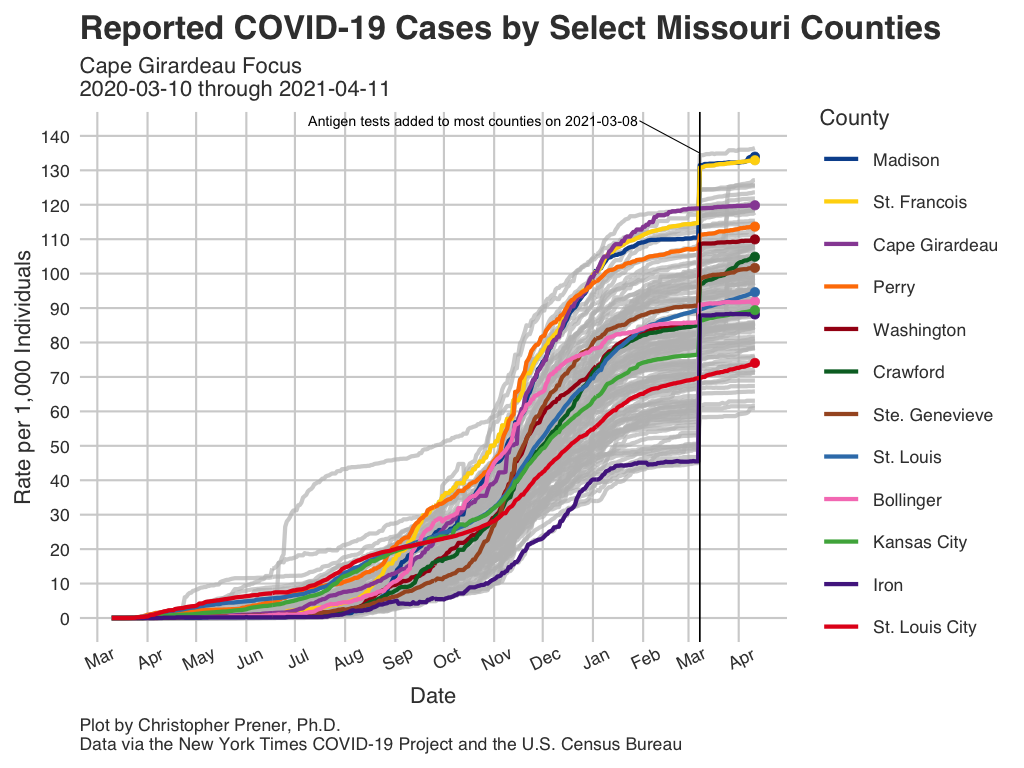 Reported COVID-19 Cases by Select Missouri Counties
Cape Girardeau Focus
2020-03-10 through 2021-04-11
Antigen tests added to most counties on 2021-03-08
Rate per 1,000 Individuals
140
130
120
110
100
90
80
70
60
50
40
30
20
10
0
Mar Apr May Jun Jul Aug Sep Oct Nov Dec Jan Feb Mar Apr
Date
County
Madison
St. Francois
Cape Girardeau
Perry
Washington
Crawford
Ste. Genevieve
St. Louis
Bollinger
Kansas City
Iron
St. Louis City
Plot by Christopher Prener, Ph.D.
Data via the New York Times COVID-19 Project and the U.S. Census Bureau